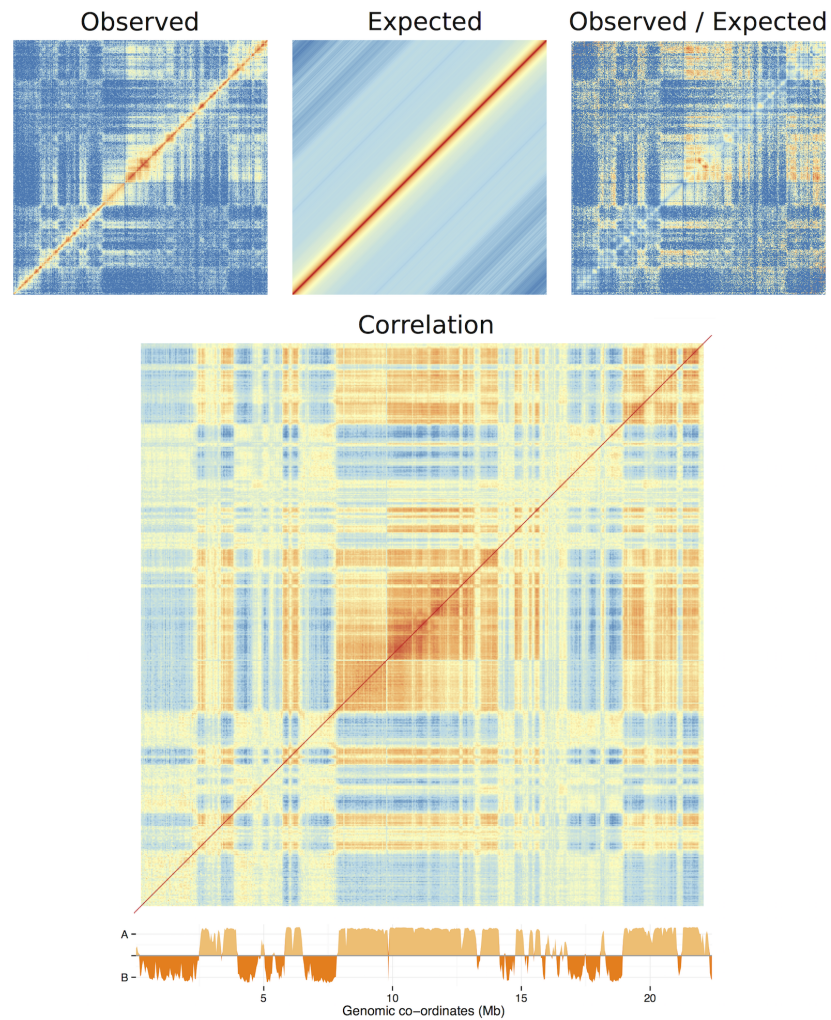 Observed
Expected
Observed / Expected
Correlation
A
B
5
10
15
20
Genomic co−ordinates (Mb)